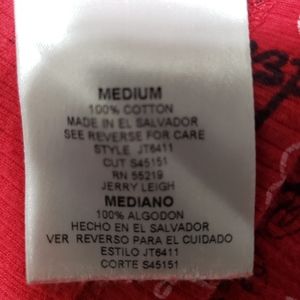 MEDIUM
100% COTTON
MADE IN EL SALVADOR
SEE REVERSE FOR CARE
STYLE JT6411
CUT S45151
RN 55219
JERRY LEIGH
MEDIANO
100% ALGODON
HECHO EN EL SALVADOR
VER REVERSO PARA EL CUIDADO
ESTILO JT6411
CORTE S45151